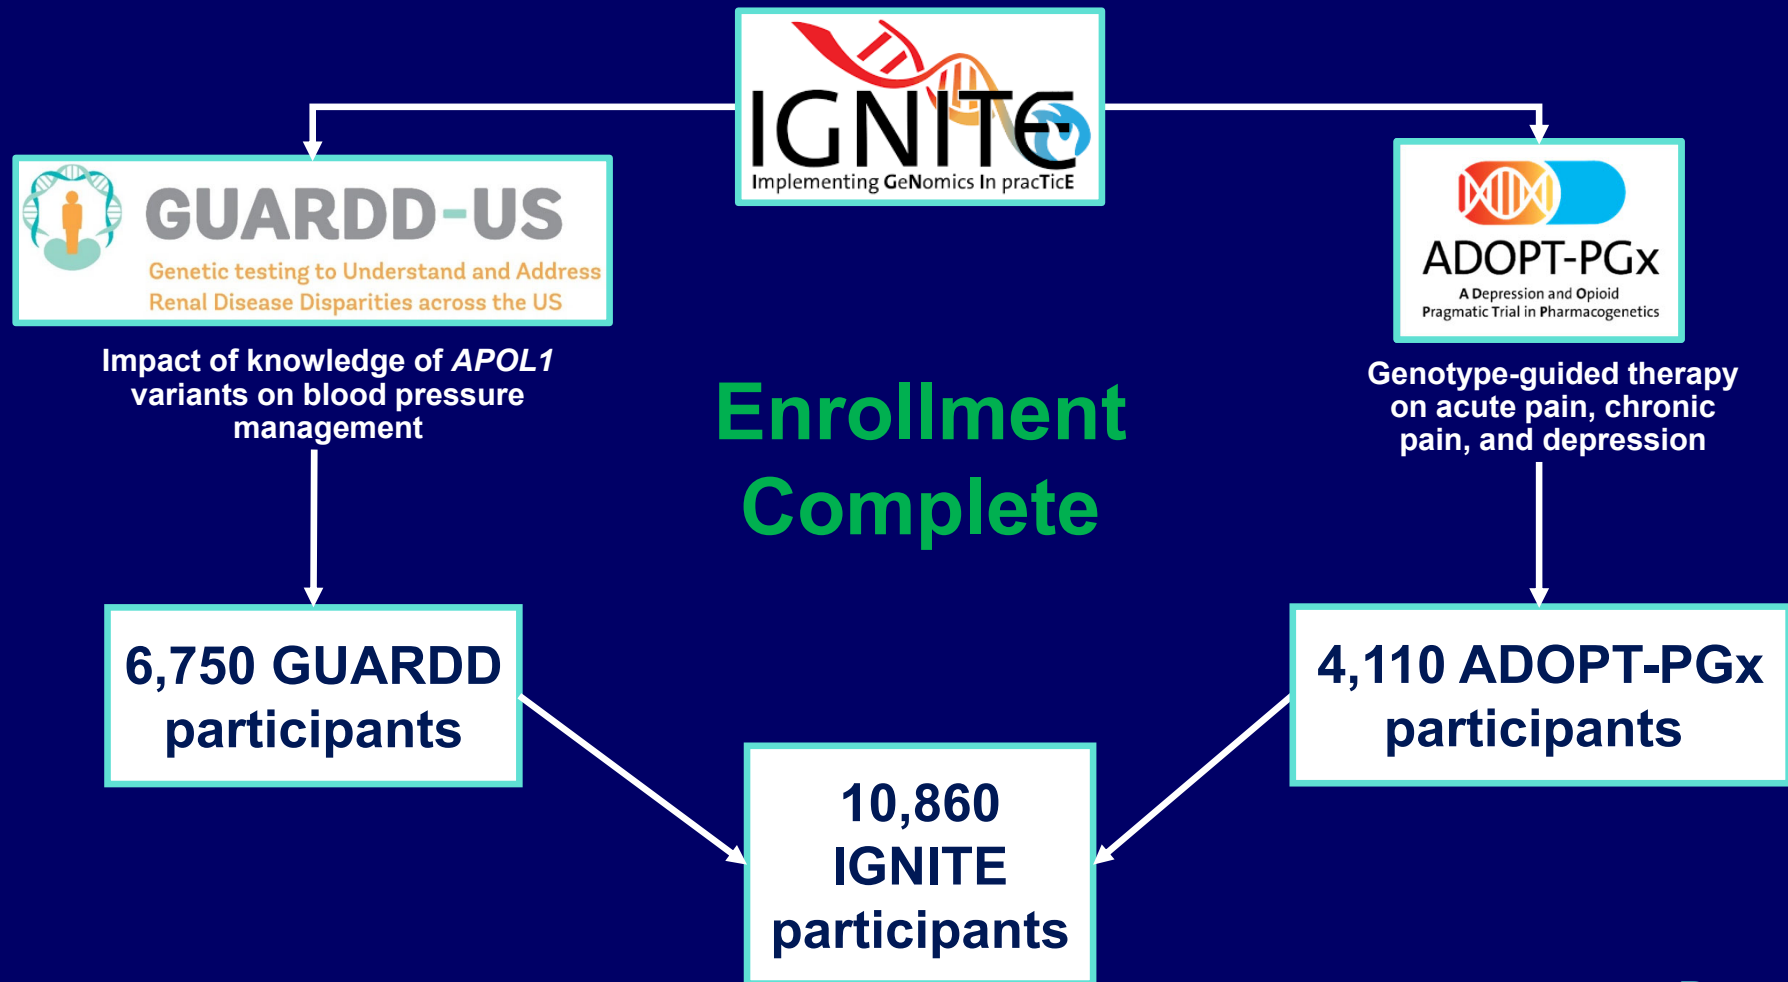 IGNITE
Implementing GeNomics In pracTicE
GUARDD-US
Genetic testing to Understand and Address
Renal Disease Disparities across the US
Impact of knowledge of APOL1
variants on blood pressure
management
ADOPT-PGx
A Depression and Opioid
Pragmatic Trial in Pharmacogenetics
Genotype-guided therapy
on acute pain, chronic
pain, and depression
Enrollment
Complete
6,750 GUARDD
participants
4,110 ADOPT-PGx
participants
10,860
IGNITE
participants